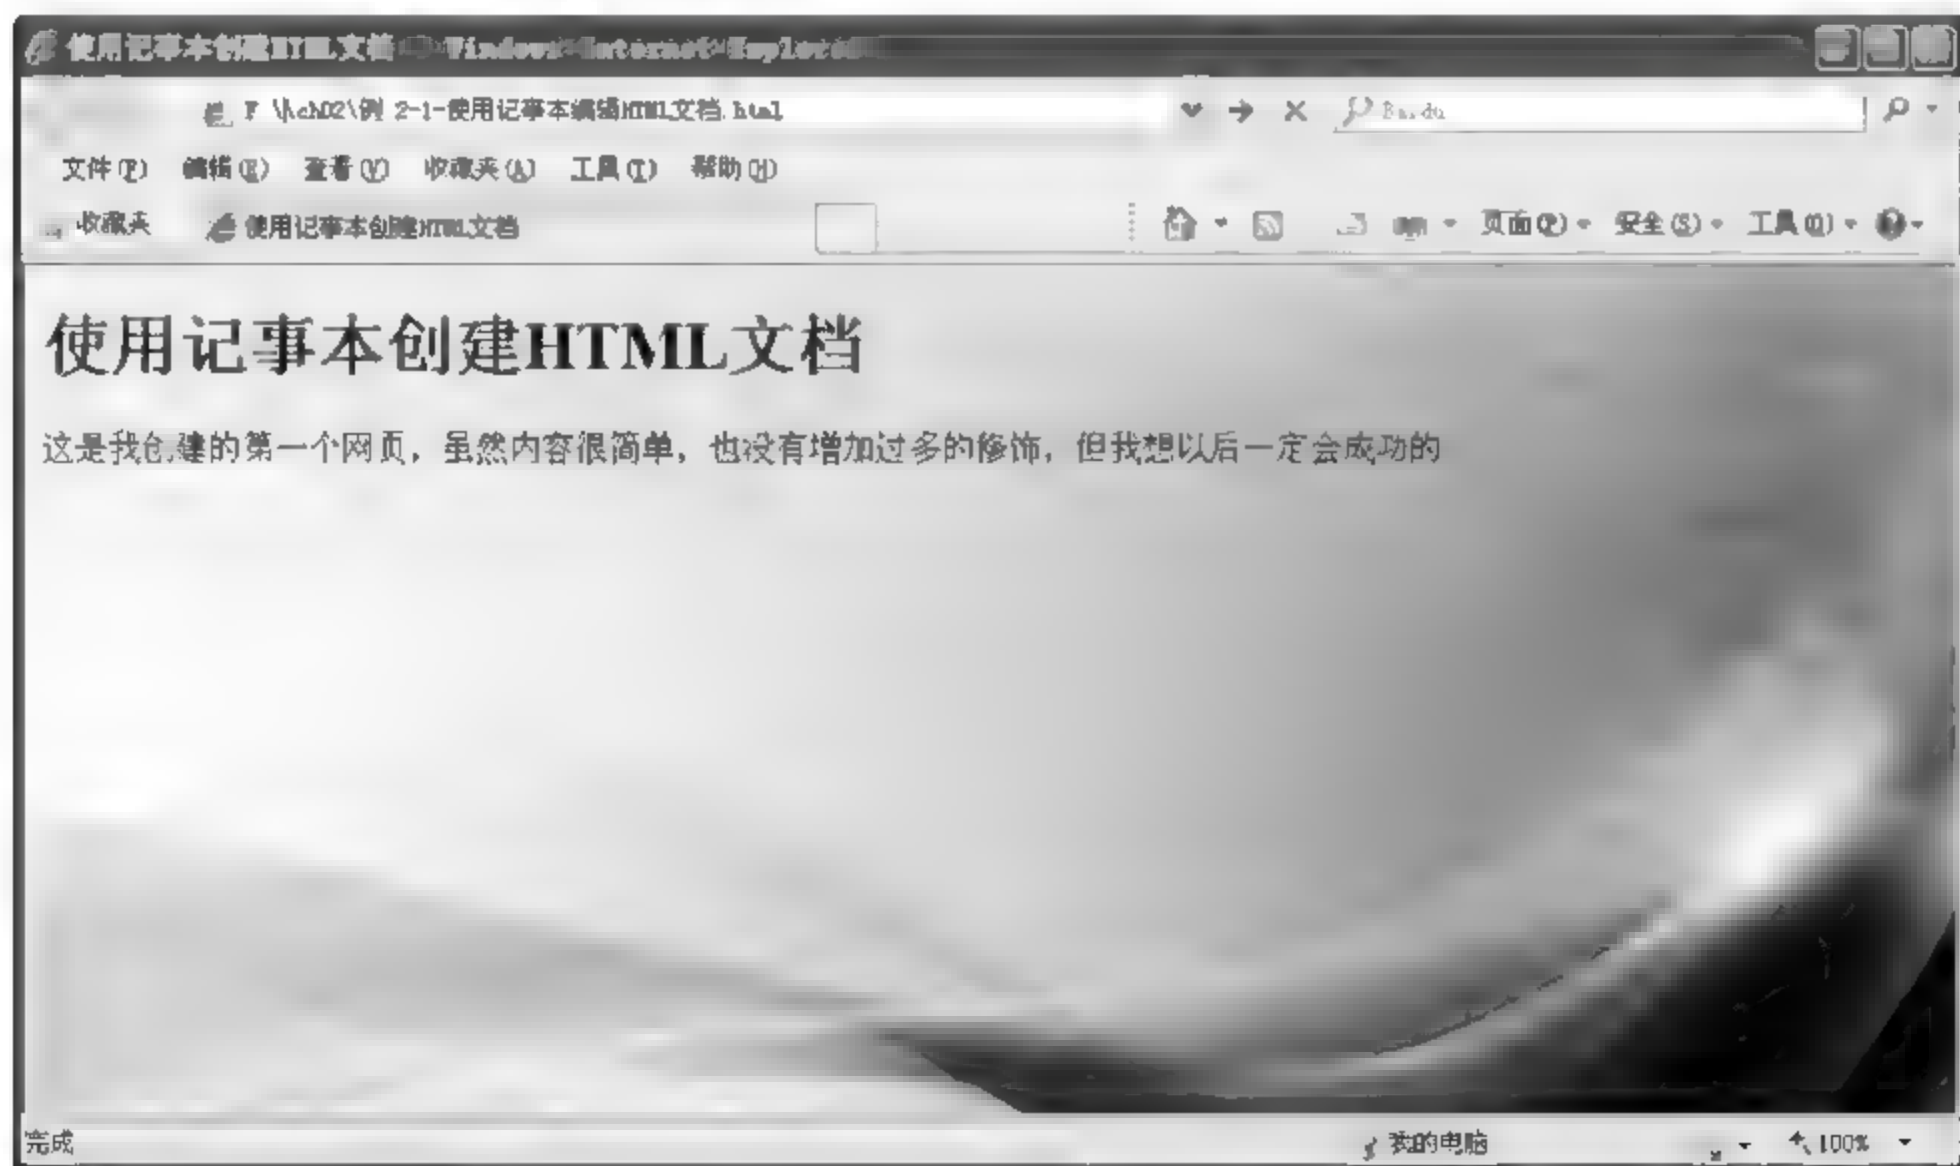 使用记事本创建HTML文档 Windows Internet Explorer
F:\ch02\例 2-1-使用记事本编辑HTML文档.html
Baidu
文件(F) 编辑(E) 查看(V) 收藏夹(A) 工具(T) 帮助(H)
收藏夹 使用记事本创建HTML文档 页面(P) 安全(S) 工具(O)
使用记事本创建HTML文档
这是我创建的第一个网页，虽然内容很简单，也没有增加过多的修饰，但我想以后一定会成功的
完成 我的电脑 100%